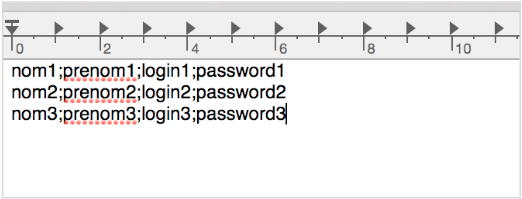 0 2 4 6 8 10
nom1;prenom1;login1;password1
nom2;prenom2;login2;password2
nom3;prenom3;login3;password3